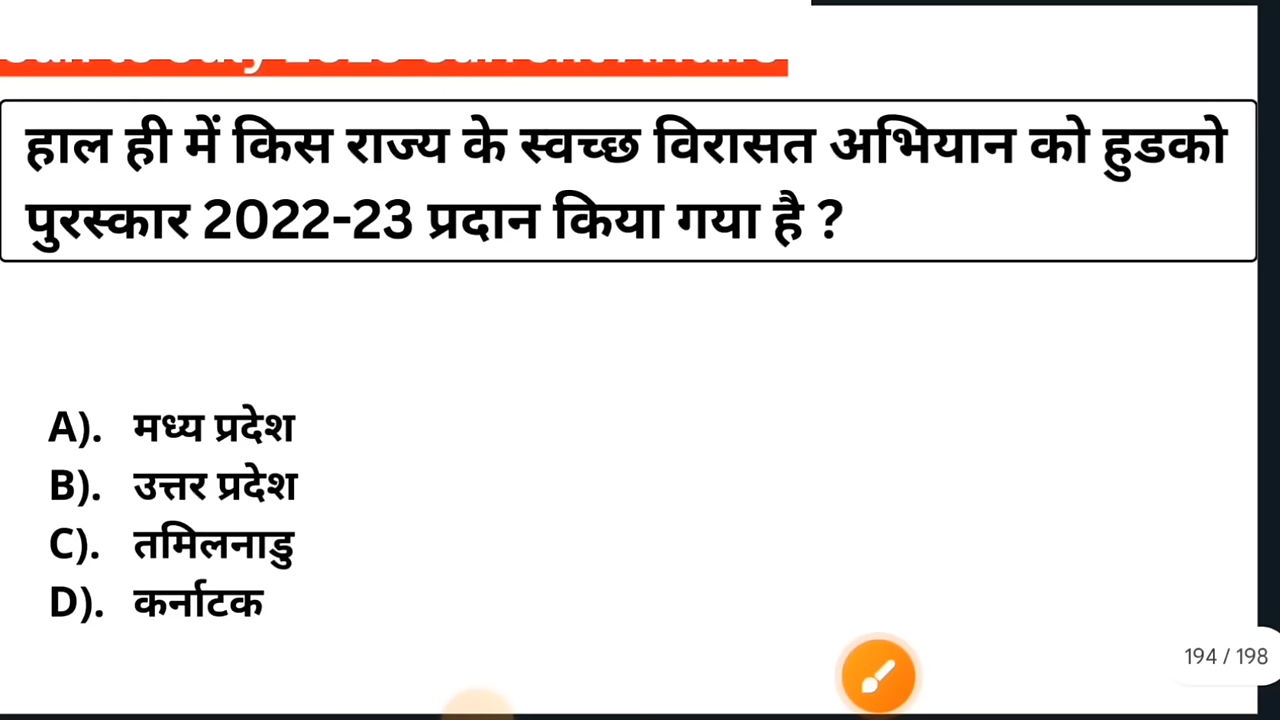 हाल ही में किस राज्य के स्वच्छ विरासत अभियान को हुडको
पुरस्कार 2022-23 प्रदान किया गया है ?
A). मध्य प्रदेश
B). उत्तर प्रदेश
C). तमिलनाडु
D). कर्नाटक
194 / 198